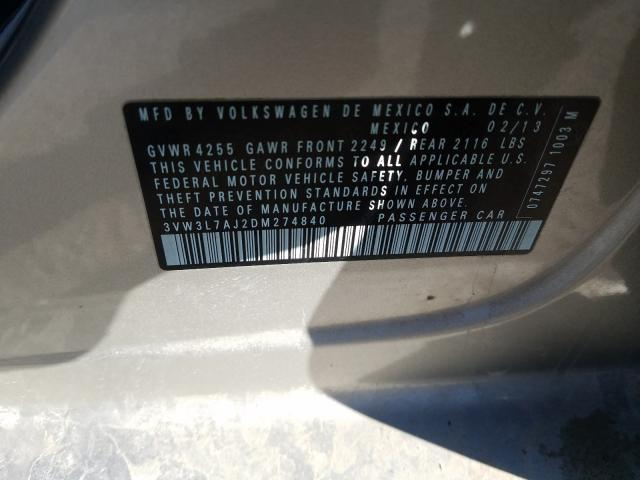 MFD BY VOLKSWAGEN DE MEXICO S.A. DE C.V.
MEXICO 02/13
GVWR 4255 GAWR FRONT 2249 / REAR 2116 LBS
THIS VEHICLE CONFORMS TO ALL APPLICABLE U.S.
FEDERAL MOTOR VEHICLE SAFETY, BUMPER AND
THEFT PREVENTION STANDARDS IN EFFECT ON
THE DATE OF MANUFACTURE SHOWN ABOVE.
3VW3L7AJ2DM274840 PASSENGER CAR
0747297 1003 M